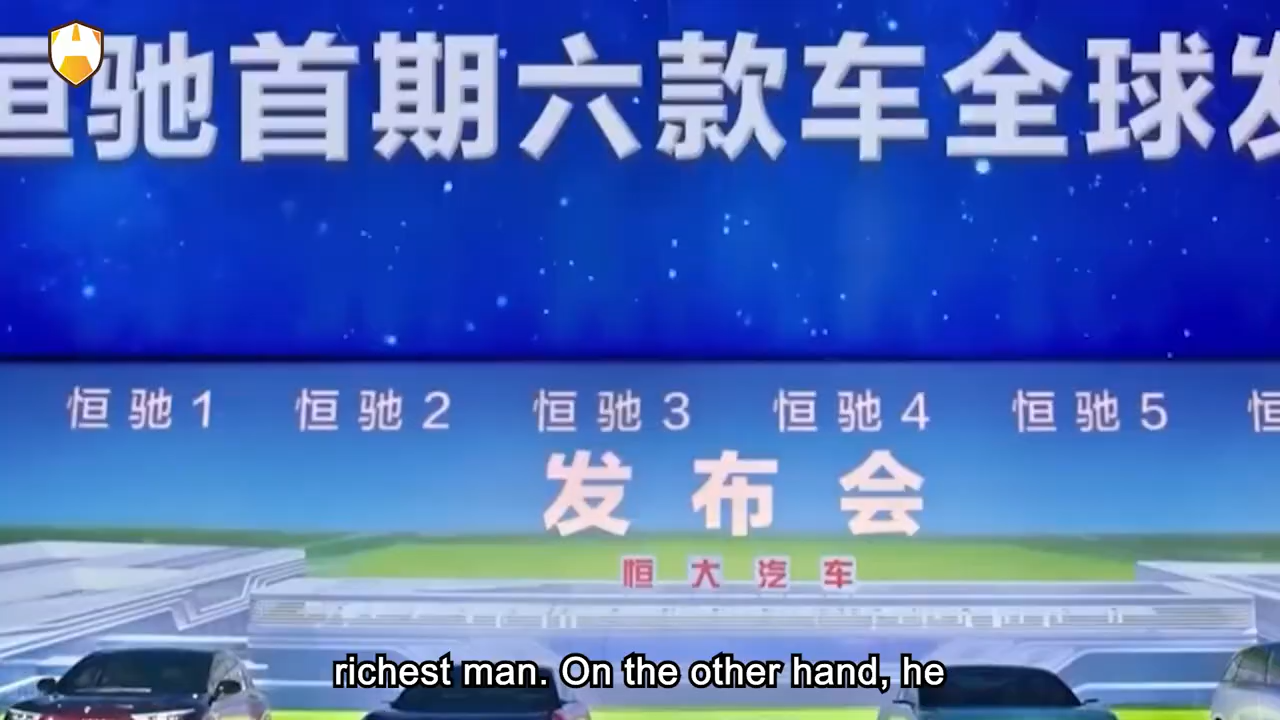 恒驰首期六款车全球发
恒驰1 恒驰2 恒驰3 恒驰4 恒驰5 恒
发布会
恒大汽车
richest man. On the other hand, he